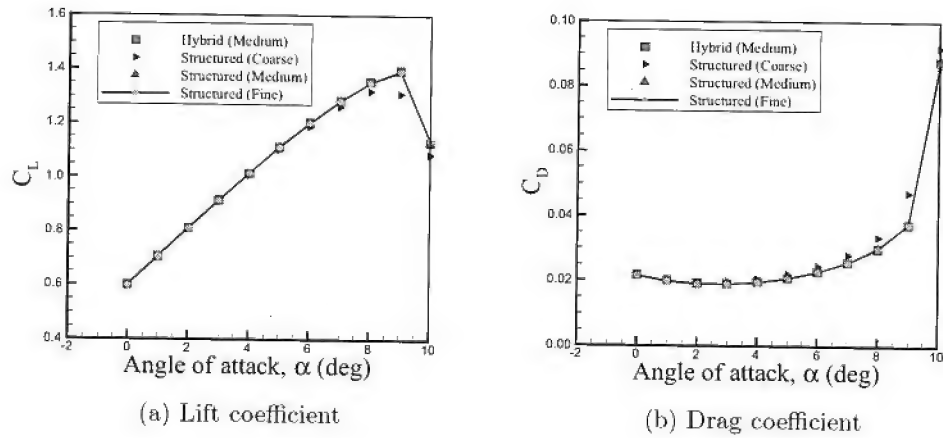 1.6
Hybrid (Medium)
Structured (Coarse)
Structured (Medium)
Structured (Fine)
1.4
1.2
1.0
0.8
0.6
0.4
C_L
-2
0
2
4
6
8
10
Angle of attack, α (deg)
(a) Lift coefficient
0.10
Hybrid (Medium)
Structured (Coarse)
Structured (Medium)
Structured (Fine)
0.08
0.06
0.04
0.02
0.00
C_D
-2
0
2
4
6
8
10
Angle of attack, α (deg)
(b) Drag coefficient